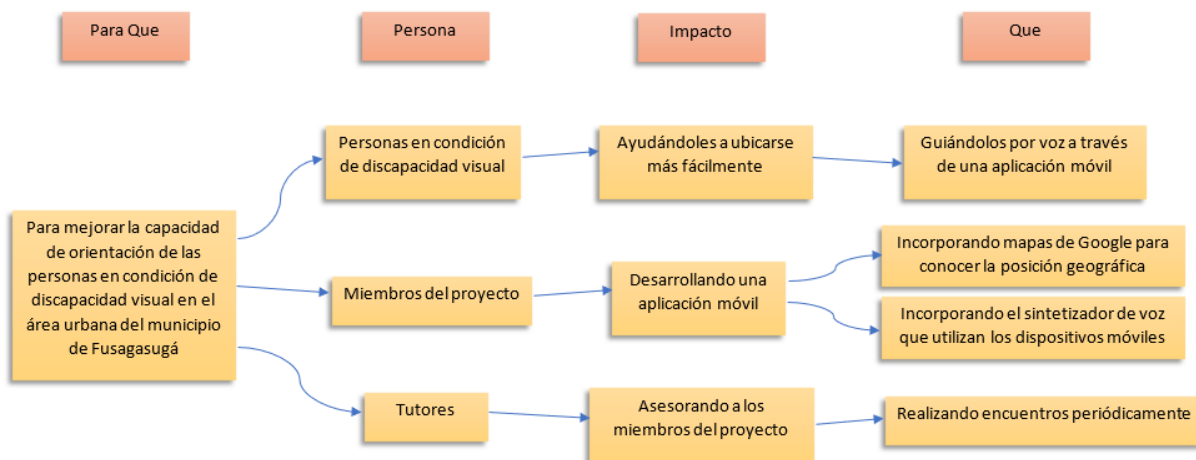 Para Que
Persona
Impacto
Que
Personas en condición
de discapacidad visual
Ayudándoles a ubicarse
más fácilmente
Guiándolos por voz a través
de una aplicación móvil
Para mejorar la capacidad
de orientación de las
personas en condición de
discapacidad visual en el
área urbana del municipio
de Fusagasugá
Miembros del proyecto
Desarrollando una
aplicación móvil
Incorporando mapas de Google para
conocer la posición geográfica
Incorporando el sintetizador de voz
que utilizan los dispositivos móviles
Tutores
Asesorando a los
miembros del proyecto
Realizando encuentros periódicamente